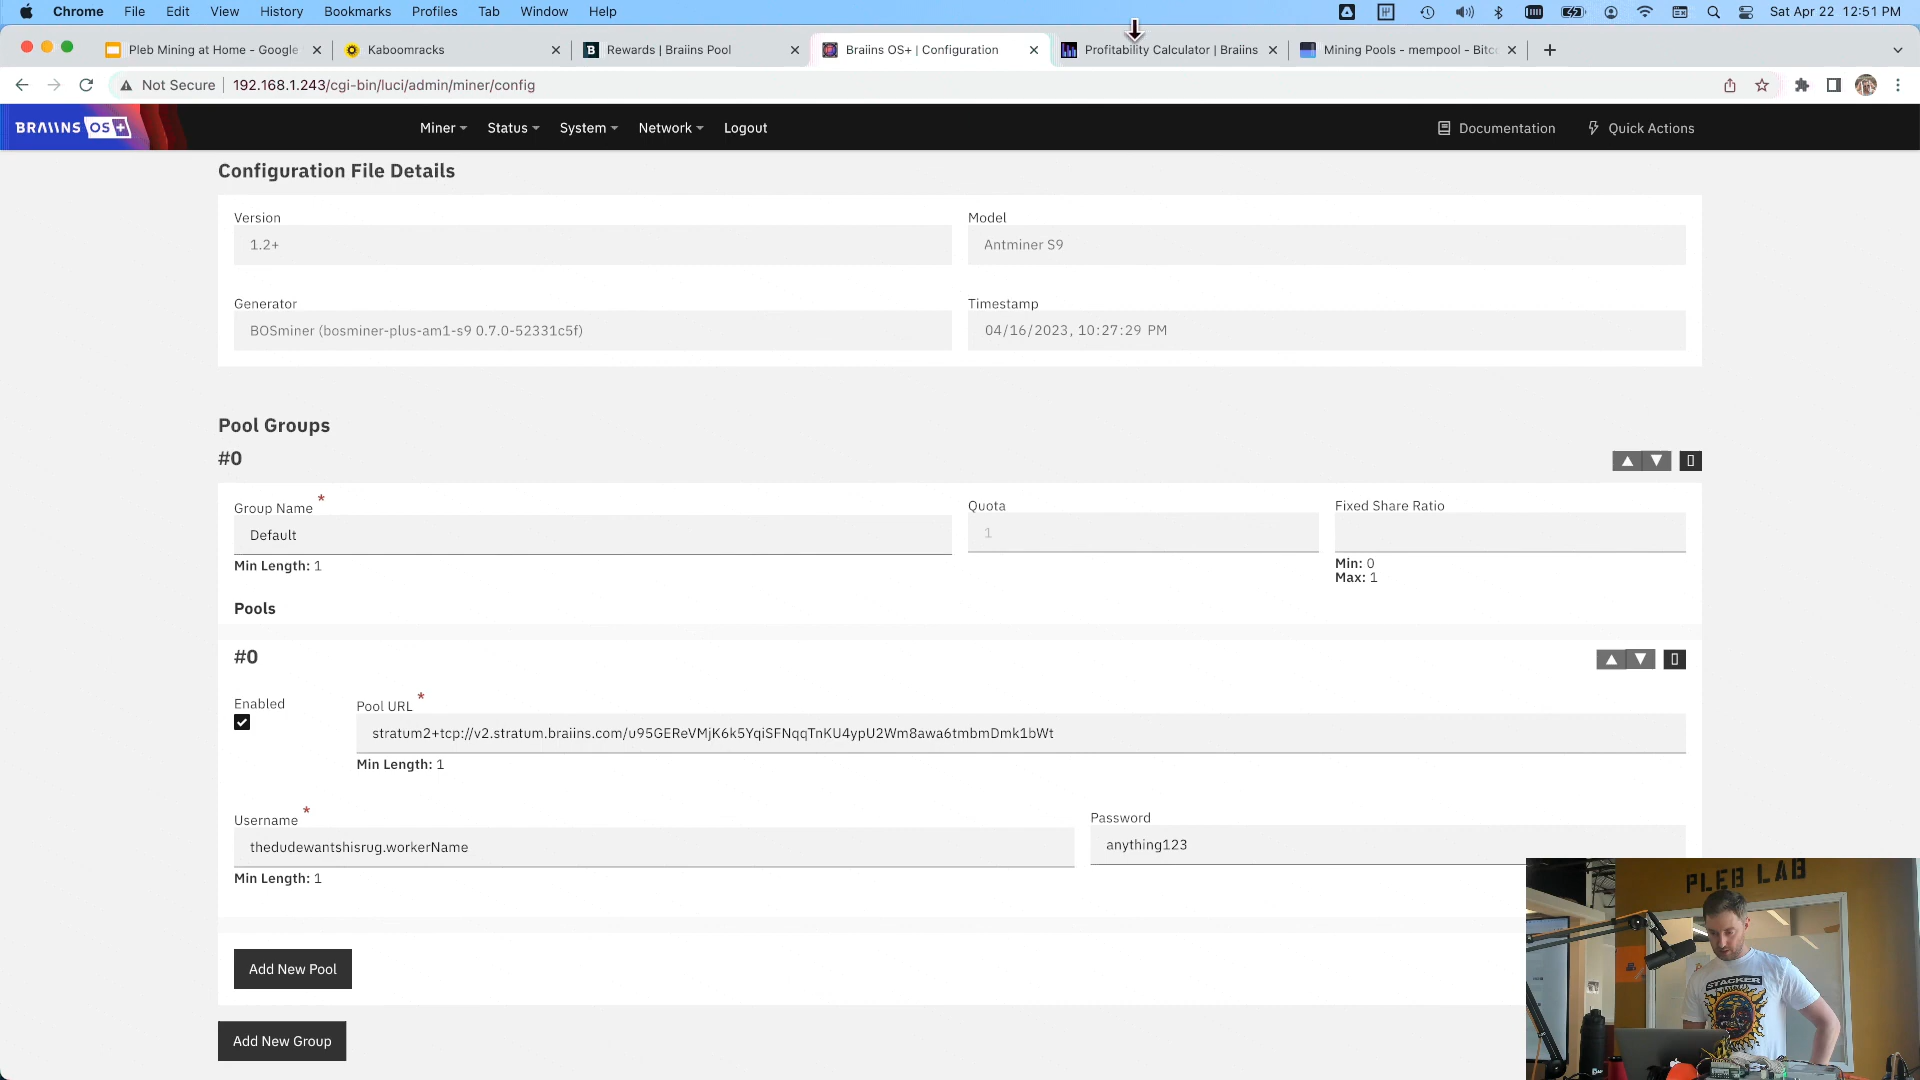 Chrome File Edit View History Bookmarks Profiles Tab Window Help Sat Apr 22 12:51 PM
Pleb Mining at Home - Google Kaboomracks Rewards | Braiins Pool Braiins OS+ | Configuration Profitability Calculator | Braiins Mining Pools - mempool - Bitc
Not Secure 192.168.1.243/cgi-bin/luci/admin/miner/config
BRAIINS OS+ Miner Status System Network Logout Documentation Quick Actions
Configuration File Details
Version Model
1.2+ Antminer S9
Generator Timestamp
BOSminer (bosminer-plus-am1-s9 0.7.0-52331c5f) 04/16/2023, 10:27:29 PM
Pool Groups
#0
Group Name * Quota Fixed Share Ratio
Default 1
Min Length: 1 Min: 0
Max: 1
Pools
#0
Enabled Pool URL *
stratum2+tcp://v2.stratum.braiins.com/u95GEReVMjK6k5YqiSFNqqTnKU4ypU2Wm8awa6tmbmDmk1bWt
Min Length: 1
Username * Password
thedudewantshisrug.workerName anything123
Min Length: 1
PLEB LAB
Add New Pool
STACKER
Add New Group